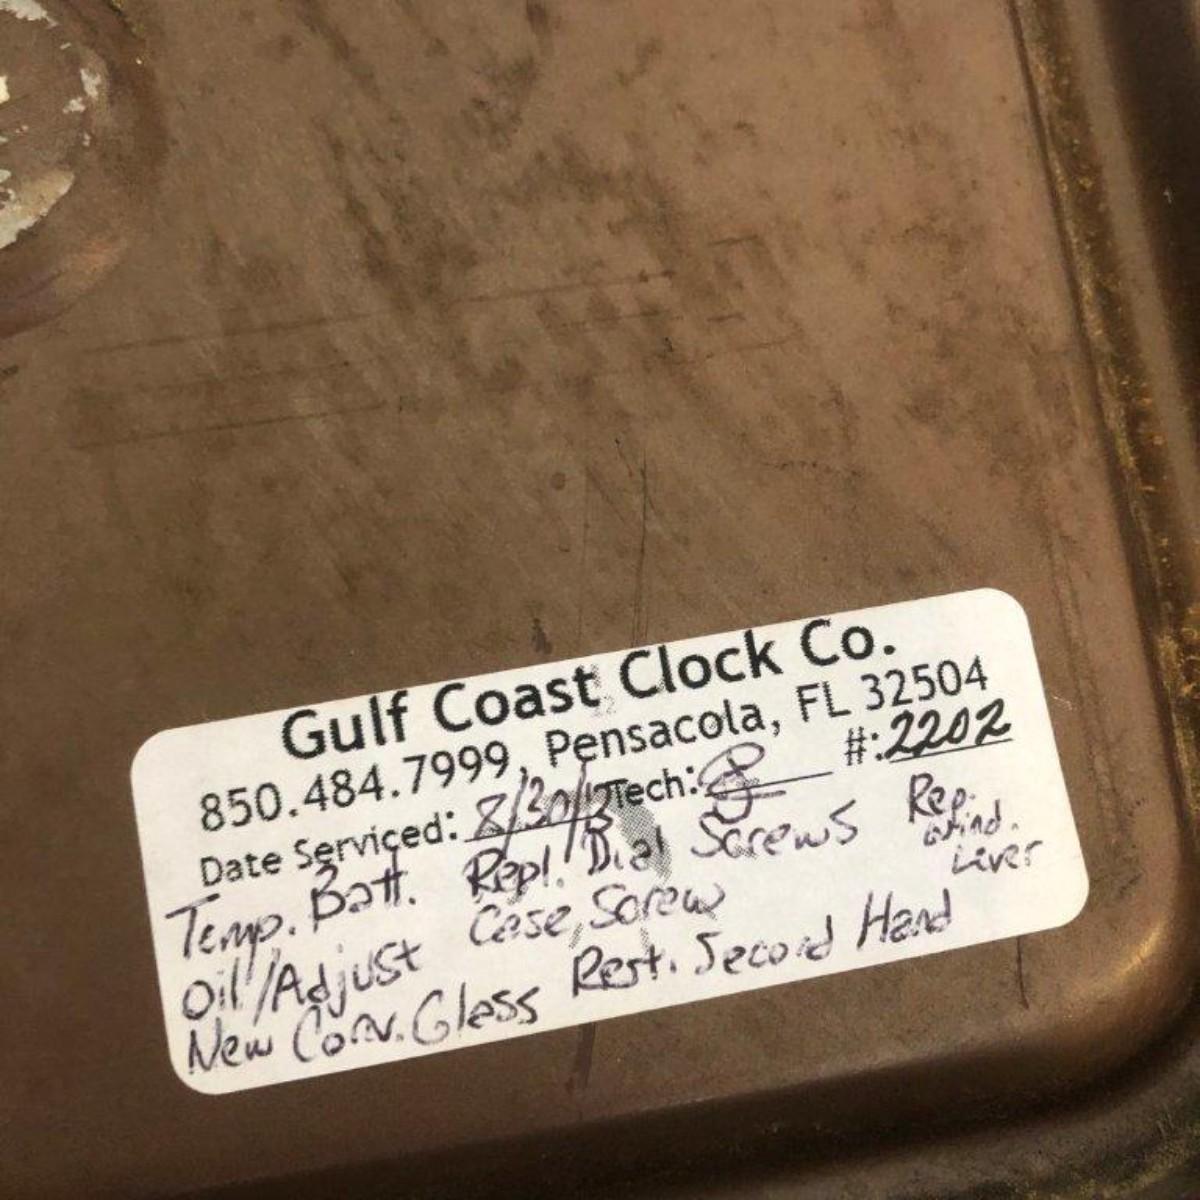 Gulf Coast Clock Co.
850.484.7999, Pensacola, FL 32504
Date Serviced: 8/30/ Tech: #:2202
Temp. Batt. Repl. Dial Screws Rep. Wind. Lever
Oil/Adjust Case Screw
New Conv. Glass Rest. Second Hand